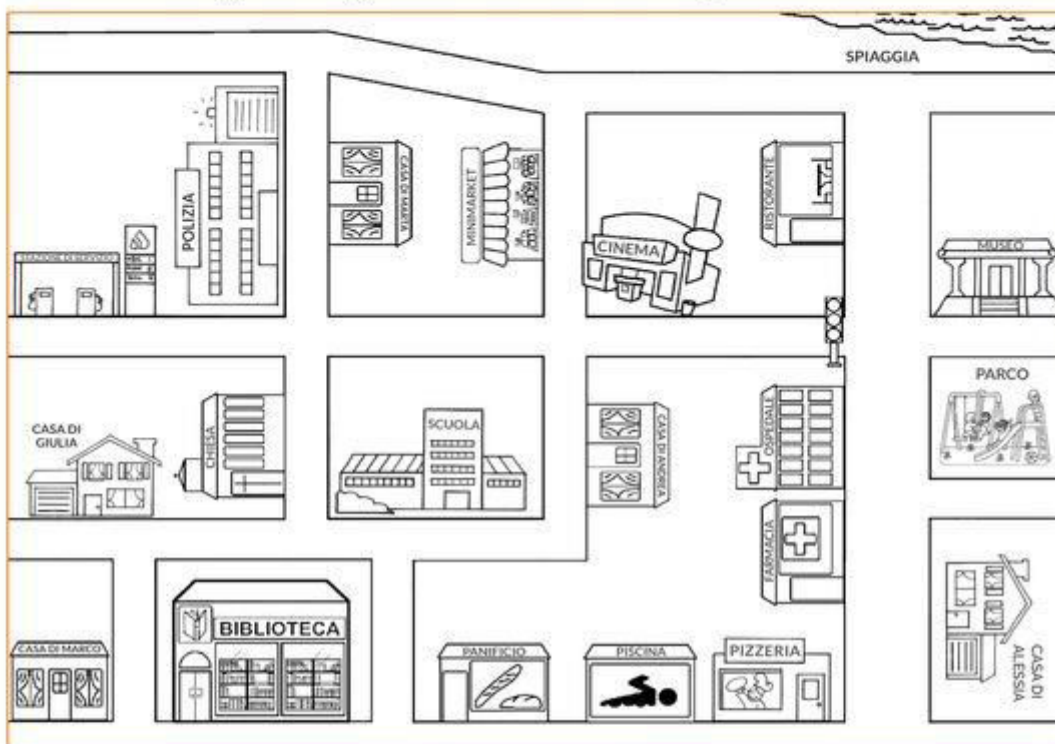 SPIAGGIA
POLIZIA
STAZIONE DI SERVIZIO
CASA DI MARTA
MINIMARKET
CINEMA
RISTORANTE
MUSEO
CASA DI
GIULIA
CHIESA
SCUOLA
CASA DI ANDREA
OSPEDALE
FARMACIA
PARCO
CASA DI MARCO
BIBLIOTECA
PANIFICIO
PISCINA
PIZZERIA
CASA DI
ALESSIA